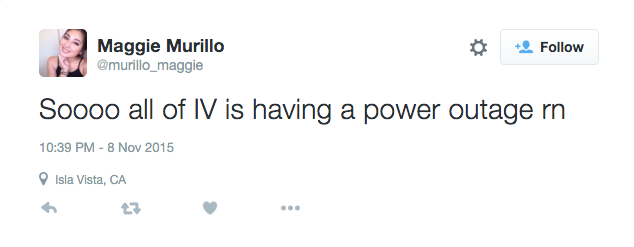 Maggie Murillo
@murillo_maggie
Follow
Soooo all of IV is having a power outage rn
10:39 PM - 8 Nov 2015
Isla Vista, CA